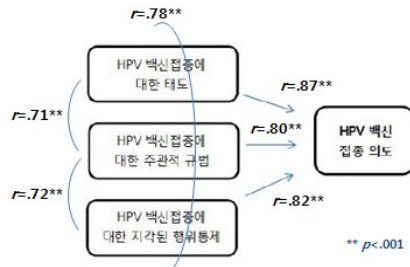 r=.78**
HPV 백신접종에
대한 태도
r=.87**
r=.71**
HPV 백신접종에
대한 주관적 규범
r=.80**
HPV 백신
접종 의도
r=.72**
HPV 백신접종에
대한 지각된 행위통제
r=.82**
** p<.001